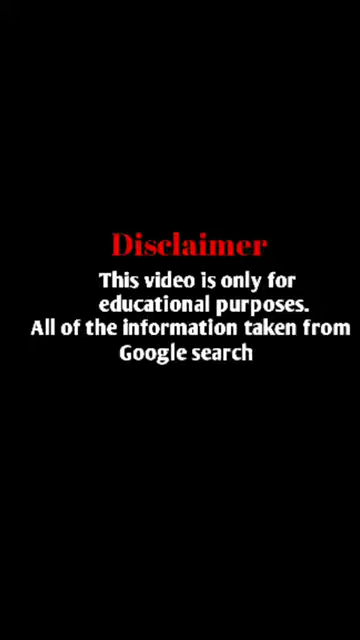 Disclaimer
This video is only for
educational purposes.
All of the information taken from
Google search